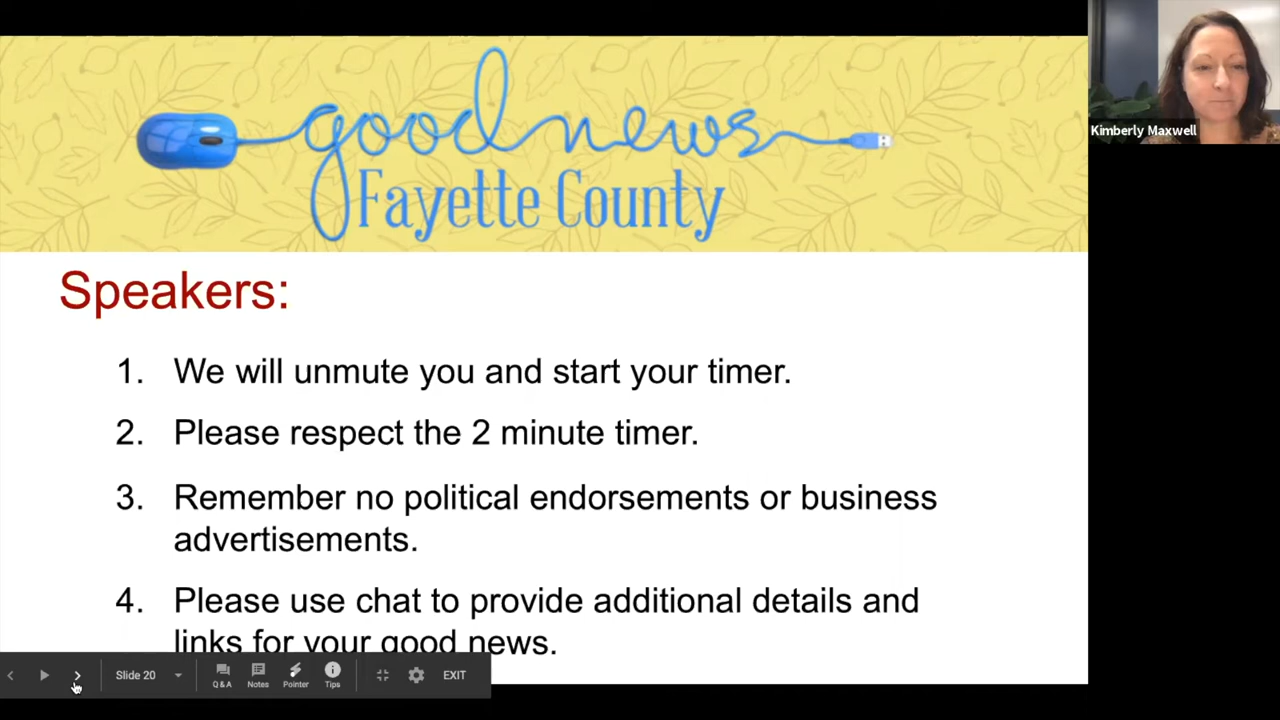 good news
Fayette County
Kimberly Maxwell
Speakers:
1. We will unmute you and start your timer.
2. Please respect the 2 minute timer.
3. Remember no political endorsements or business
advertisements.
4. Please use chat to provide additional details and
links for your good news.
Slide 20
Q&A Notes Pointer Tips EXIT